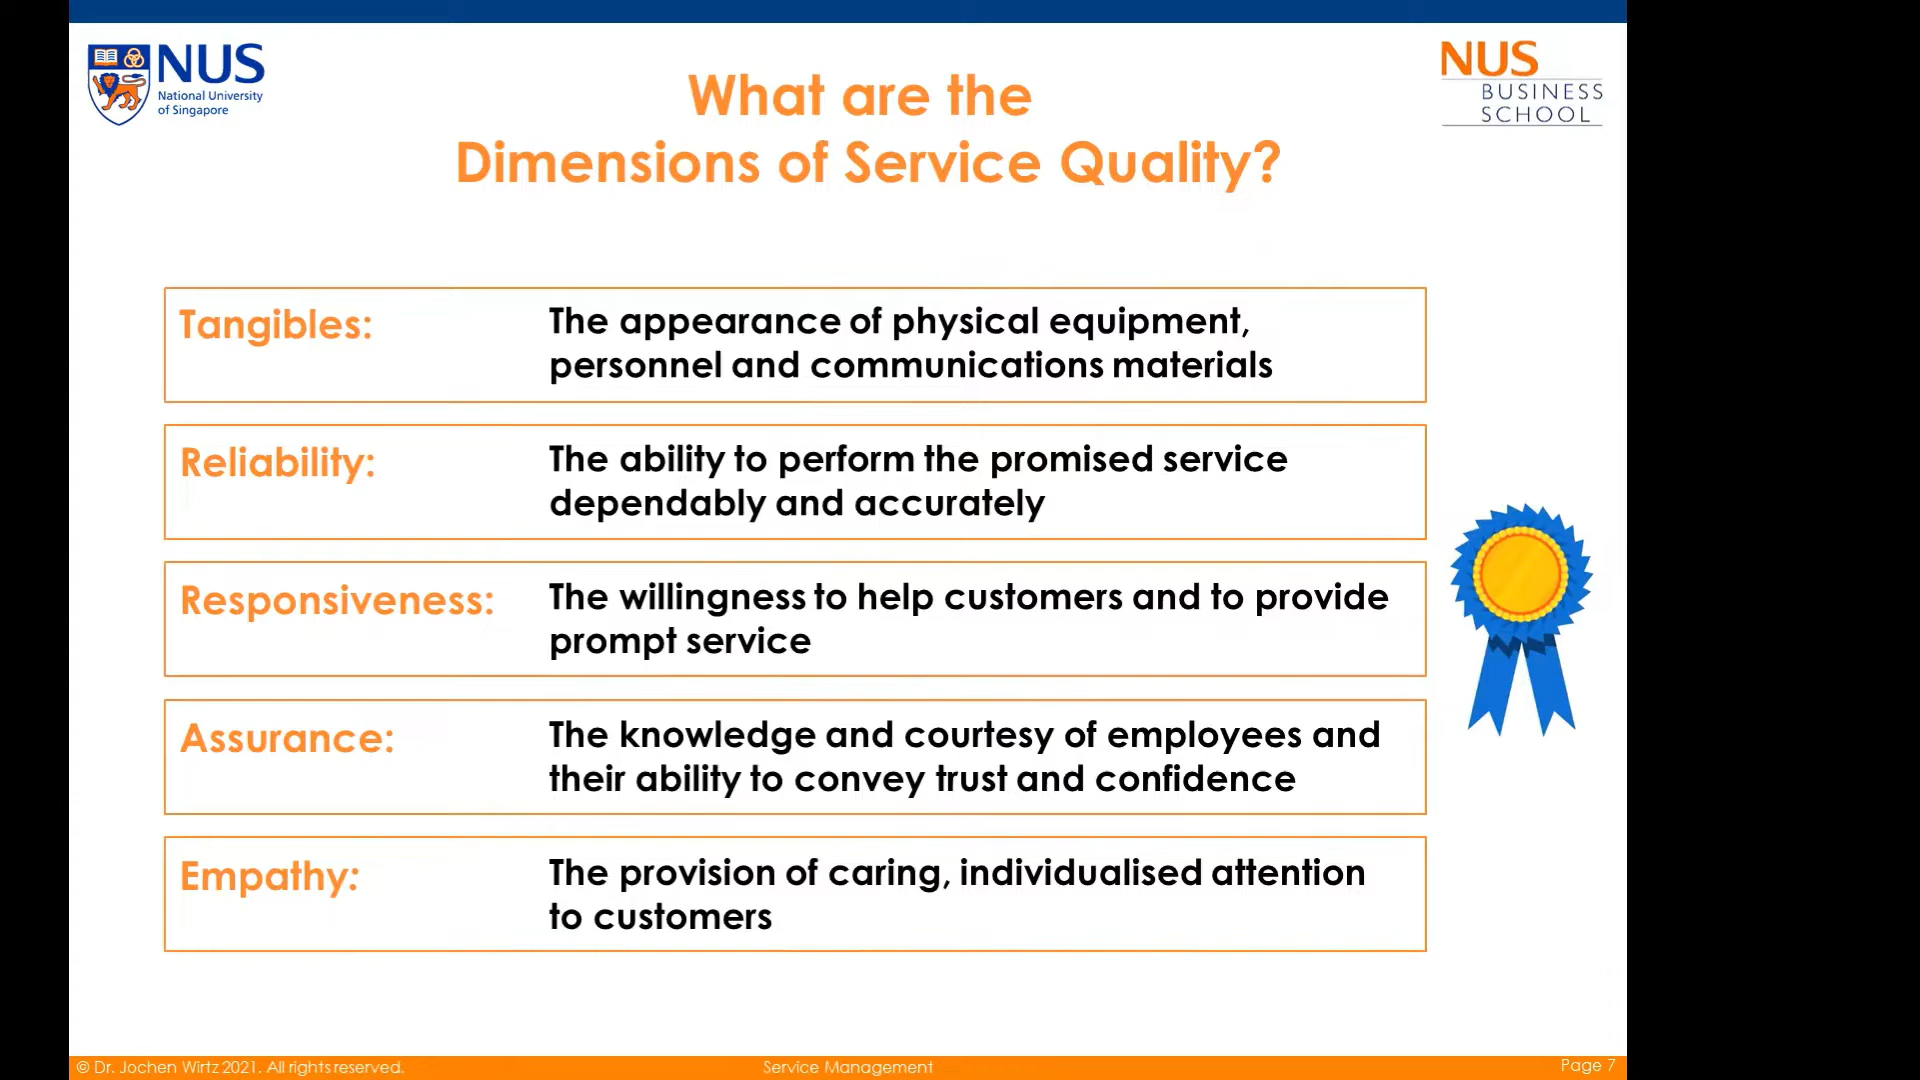 NUS
National University
of Singapore
NUS
BUSINESS
SCHOOL
What are the
Dimensions of Service Quality?
Tangibles:
The appearance of physical equipment,
personnel and communications materials
Reliability:
The ability to perform the promised service
dependably and accurately
Responsiveness:
The willingness to help customers and to provide
prompt service
Assurance:
The knowledge and courtesy of employees and
their ability to convey trust and confidence
Empathy:
The provision of caring, individualised attention
to customers
© Dr. Jochen Wirtz 2021. All rights reserved.
Service Management
Page 7